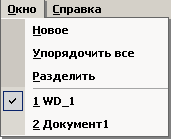 Окно Справка
Новое
Упорядочить все
Разделить
1 WD_1
2 Документ1